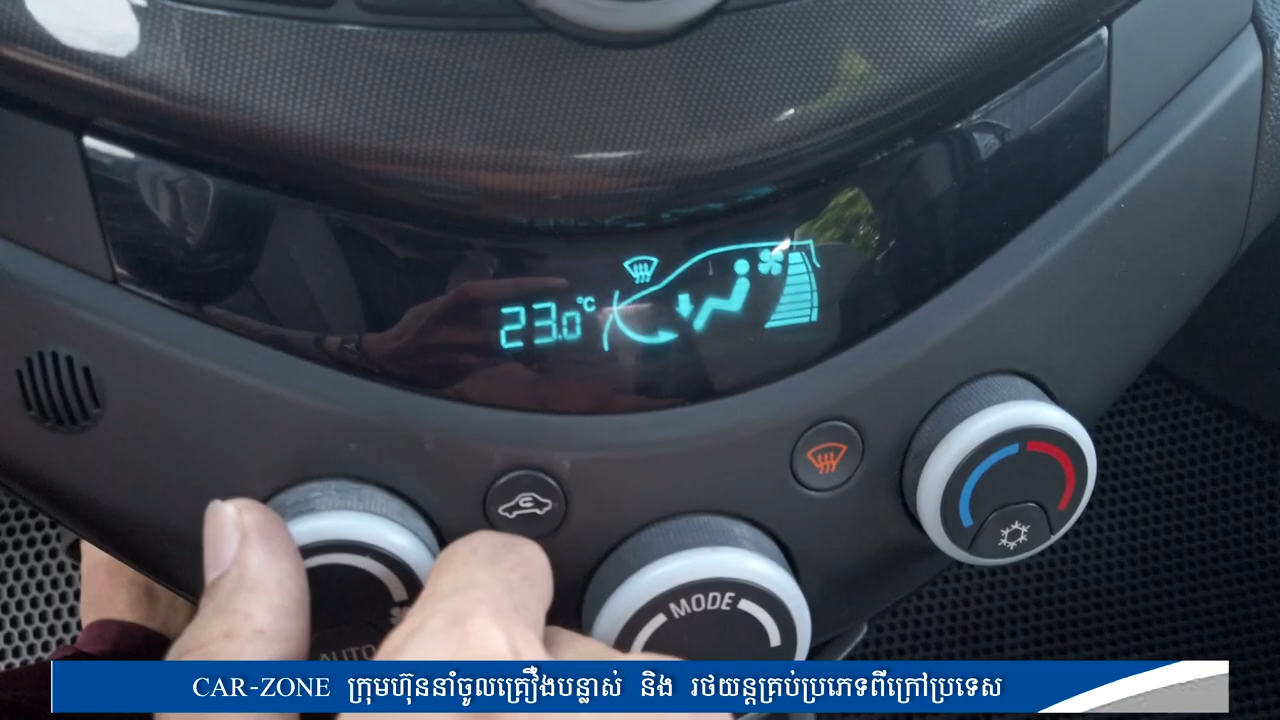 23.0°C
MODE
AUTO
CAR-ZONE ក្រុមហ៊ុននាំចូលគ្រឿងបន្លាស់ និង រថយន្តគ្រប់ប្រភេទពីក្រៅប្រទេស